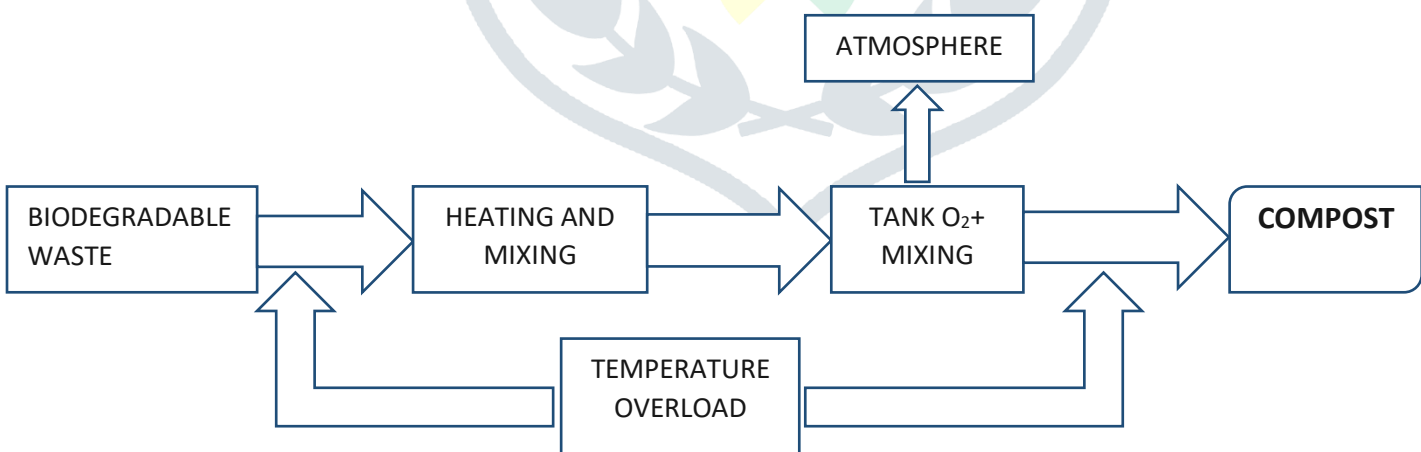 ATMOSPHERE
BIODEGRADABLE
WASTE
HEATING AND
MIXING
TANK O₂+
MIXING
COMPOST
TEMPERATURE
OVERLOAD